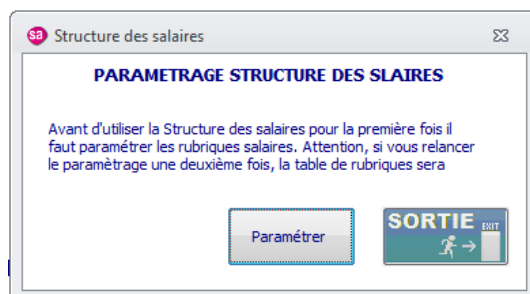 sa Structure des salaires
PARAMETRAGE STRUCTURE DES SLAIRES
Avant d'utiliser la Structure des salaires pour la première fois il
faut paramétrer les rubriques salaires. Attention, si vous relancer
le paramètrage une deuxième fois, la table de rubriques sera
Paramétrer
SORTIE EXIT